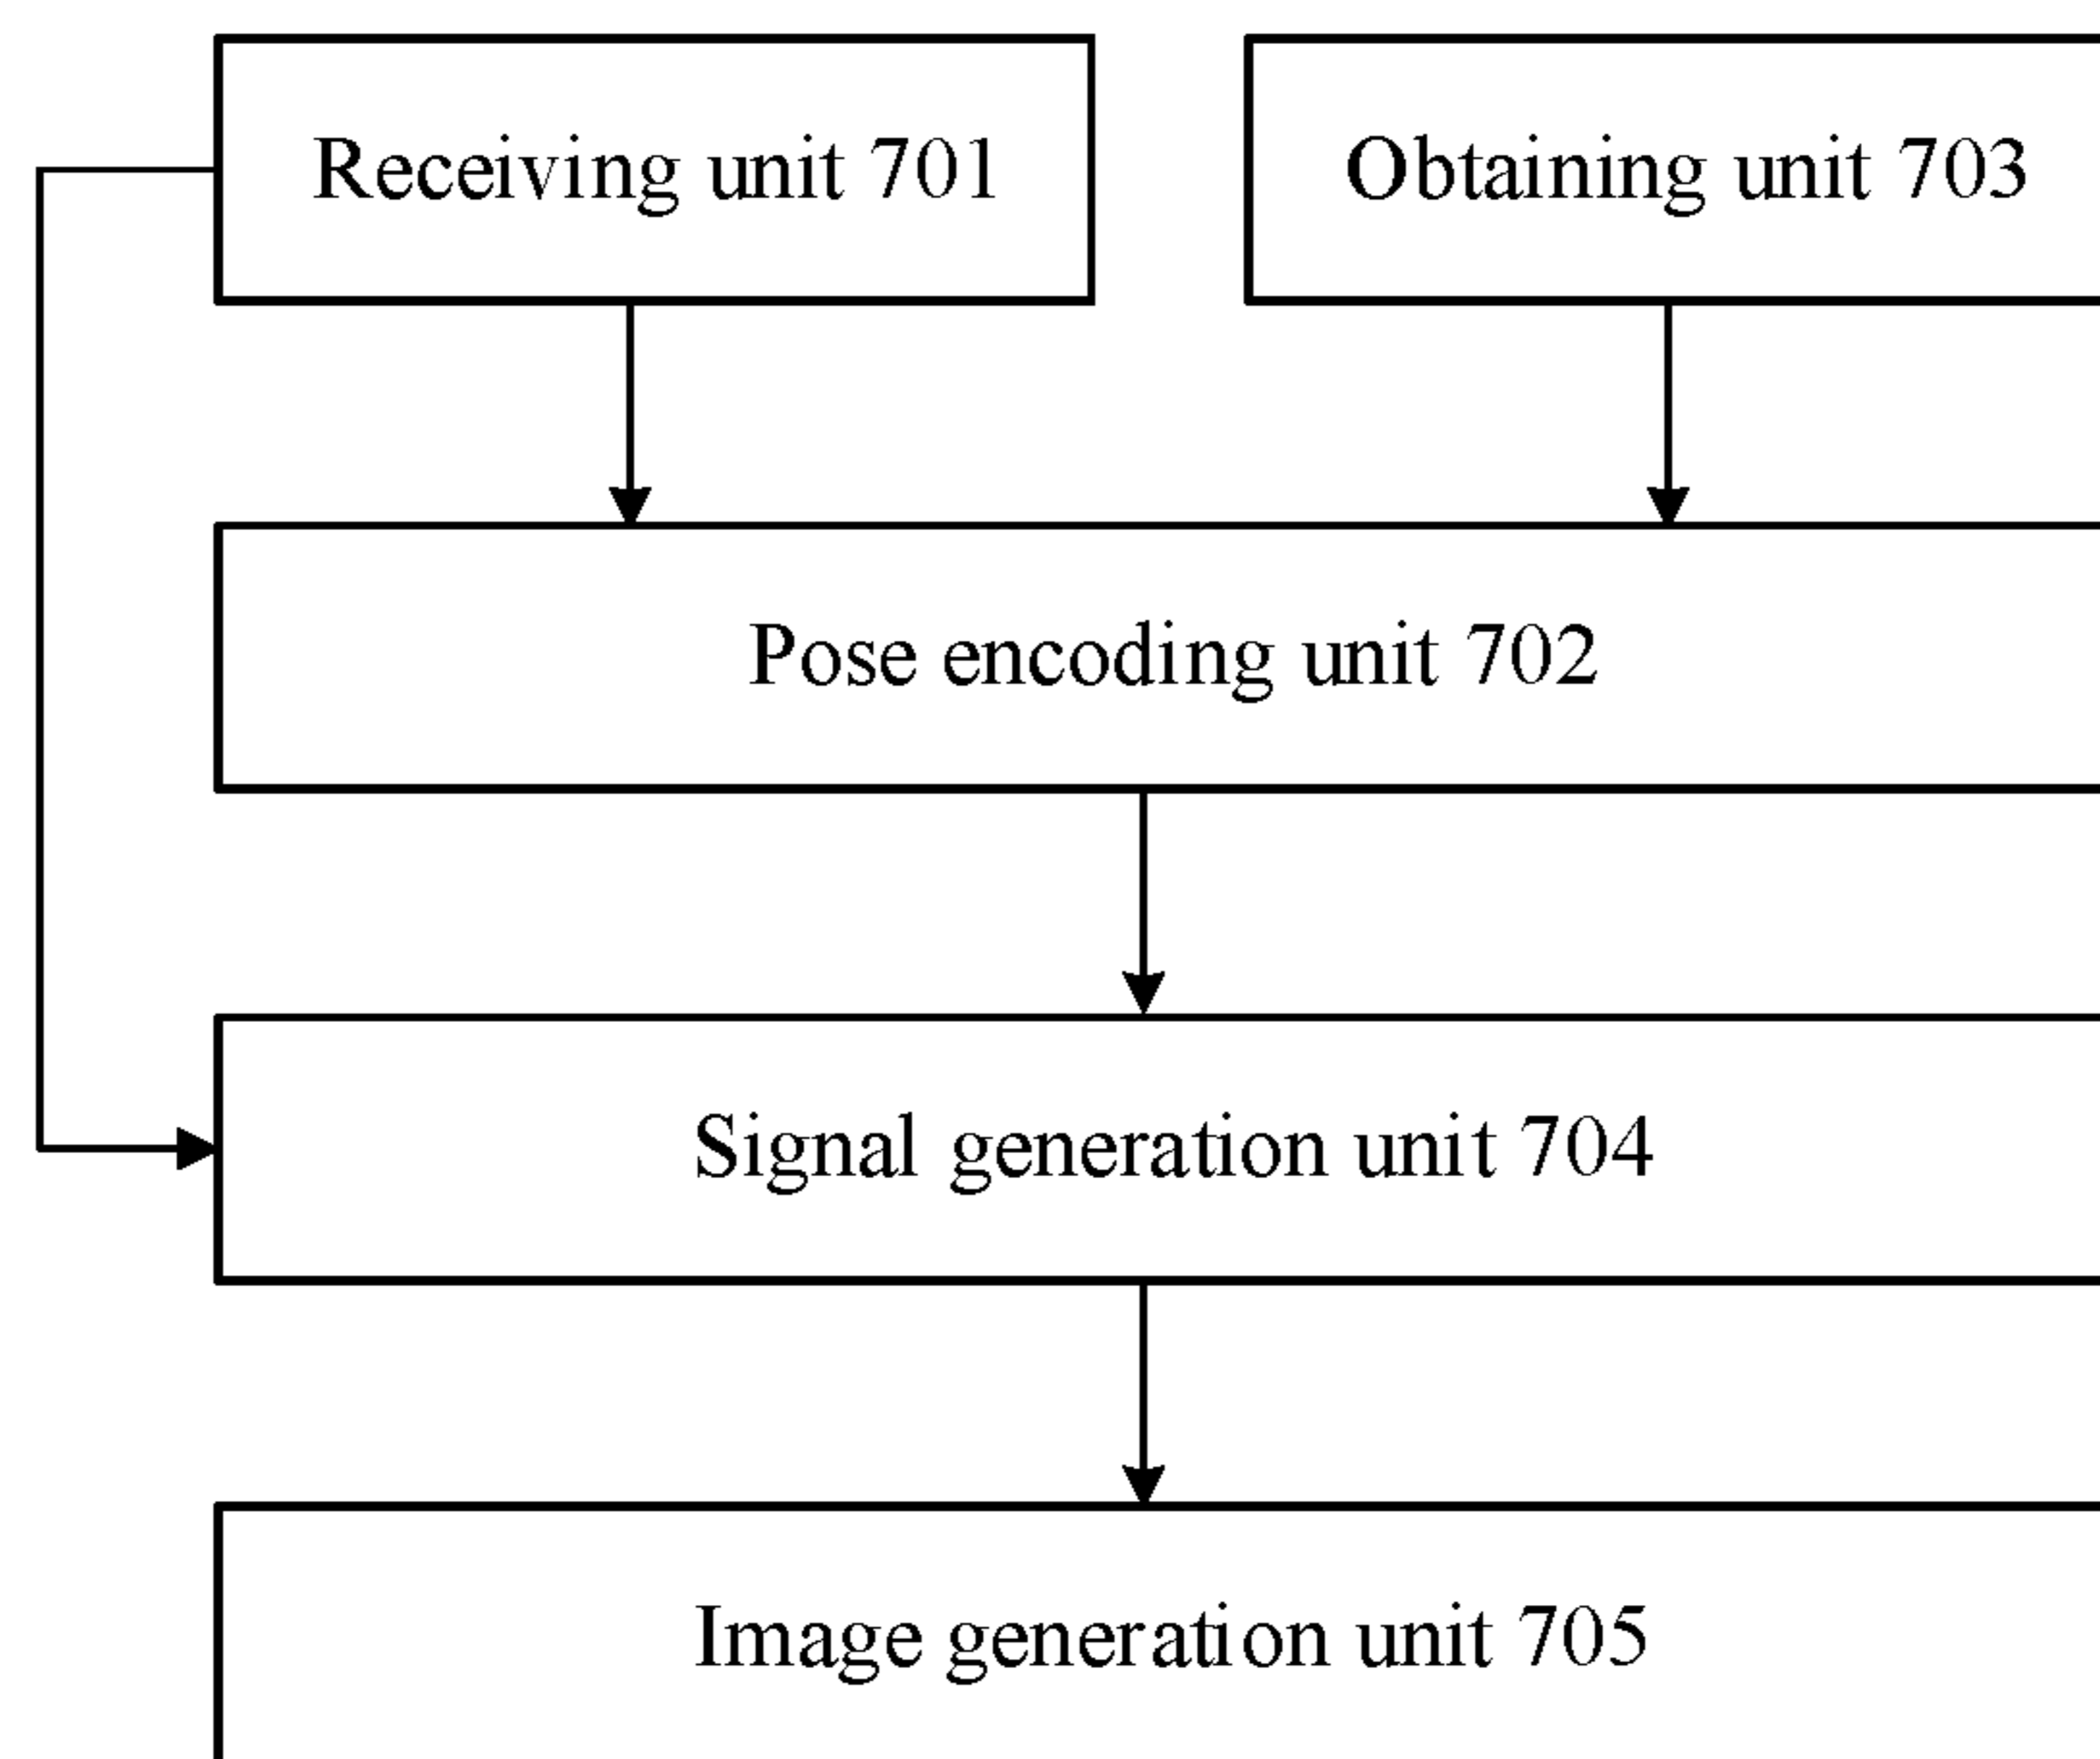 Receiving unit 701
Obtaining unit 703
Pose encoding unit 702
Signal generation unit 704
Image generation unit 705